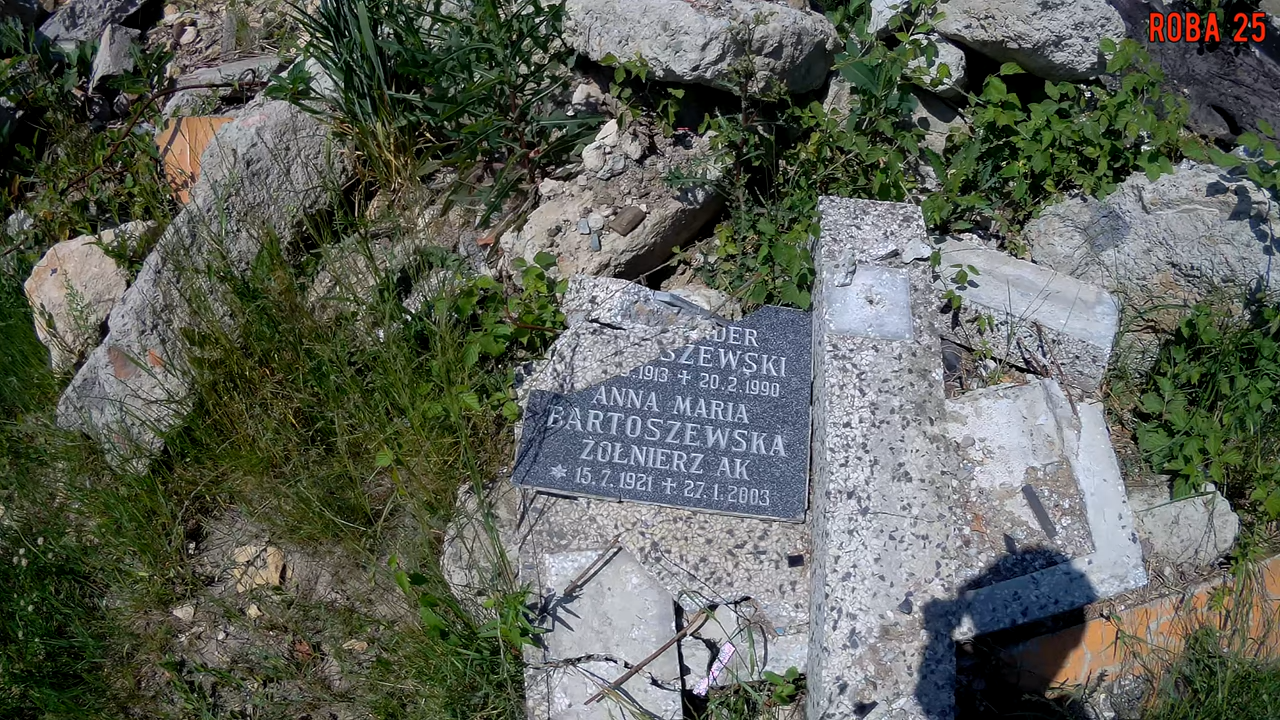 ROBA 25
DER
SZEWSKI
1913 + 20.2.1990
ANNA MARIA
BARTOSZEWSKA
ŻOŁNIERZ AK
* 15.7.1921 + 27.1.2003